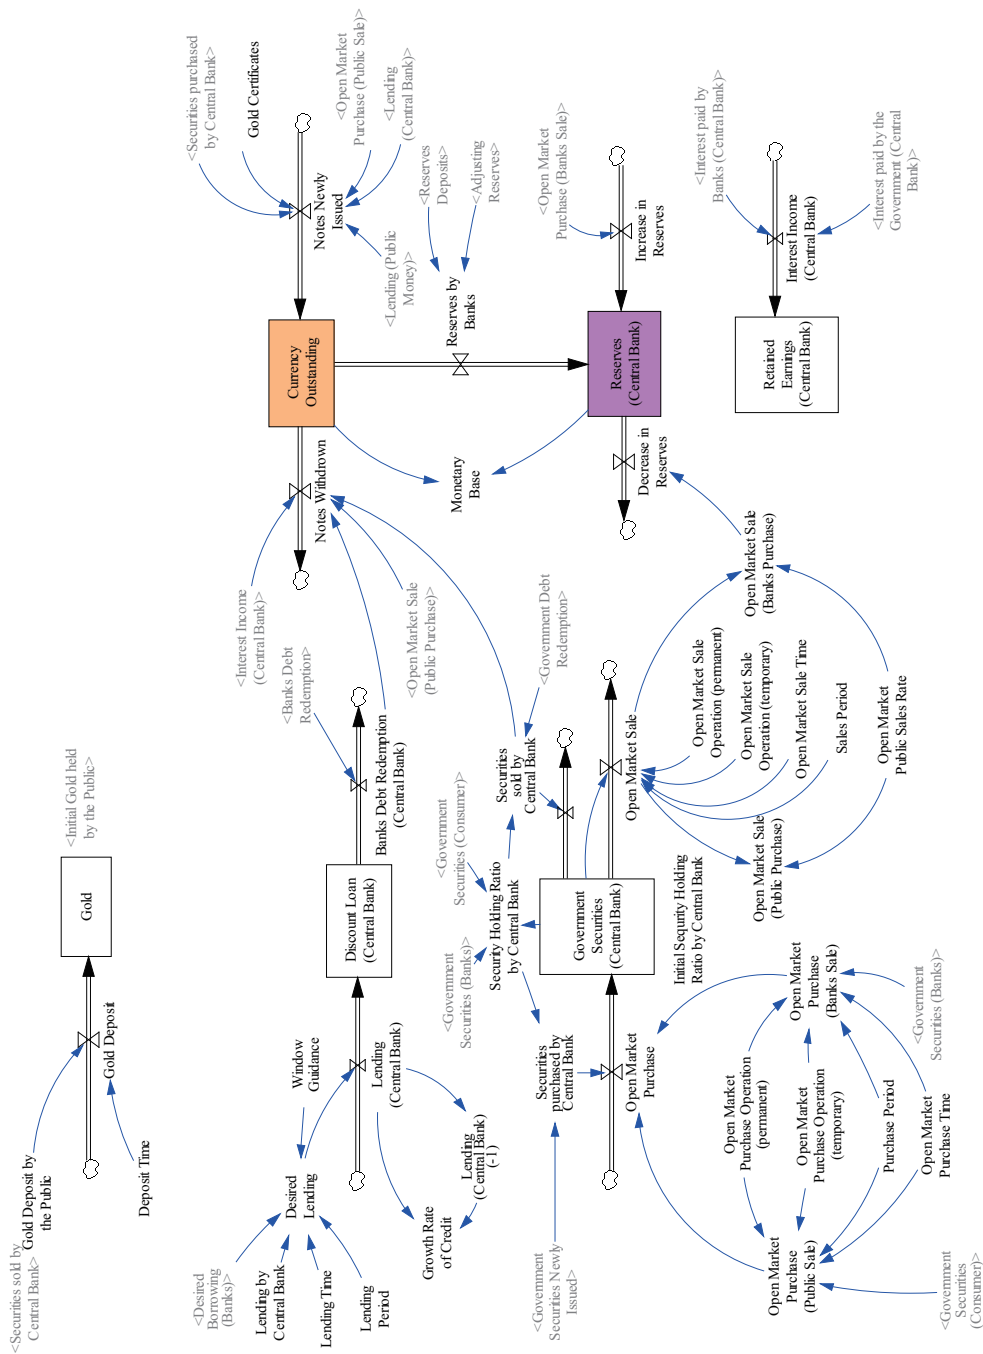 <Securities sold by
Central Bank>
Gold Deposit by
the Public
Deposit Time
Gold Deposit
Gold
<Initial Gold held
by the Public>
<Desired
Borrowing
(Banks)>
Lending by
Central Bank
Lending Time
Lending
Period
Desired
Lending
Window
Guidance
Lending
(Central Bank)
Growth Rate
of Credit
Lending
(Central Bank)
(-1)
Discount Loan
(Central Bank)
<Banks Debt
Redemption>
Banks Debt Redemption
(Central Bank)
<Interest Income
(Central Bank)>
<Open Market Sale
(Public Purchase)>
Notes Withdrown
Currency
Outstanding
Notes Newly
Issued
<Securities purchased
by Central Bank>
Gold Certificates
<Open Market
Purchase (Public Sale)>
<Lending
(Central Bank)>
<Lending (Public
Money)>
<Reserves
Deposits>
<Adjusting
Reserves>
Reserves by
Banks
Monetary
Base
<Government
Securities Newly
Issued>
Securities
purchased by
Central Bank
<Government
Securities (Banks)>
<Government
Securities (Consumer)>
Security Holding Ratio
by Central Bank
Securities
sold by
Central Bank
<Government Debt
Redemption>
Government
Securities
(Central Bank)
Open Market
Purchase
Initial Sequrity Holding
Ratio by Central Bank
Open Market Sale
Open Market Sale
Operation (permanent)
Open Market Sale
Operation (temporary)
Open Market Sale Time
Sales Period
Open Market
Public Sales Rate
Open Market Sale
(Public Purchase)
Open Market Sale
(Banks Purchase)
Decrease in
Reserves
Reserves
(Central Bank)
Increase in
Reserves
<Open Market
Purchase (Banks Sale)>
Open Market
Purchase
(Public Sale)
Open Market
Purchase Operation
(permanent)
Open Market
Purchase Operation
(temporary)
Purchase Period
Open Market
Purchase Time
Open Market
Purchase
(Banks Sale)
<Government
Securities (Banks)>
<Government
Securities
(Consumer)>
Retained
Earnings
(Central Bank)
Interest Income
(Central Bank)
<Interest paid by
Banks (Central Bank)>
<Interest paid by the
Government (Central
Bank)>